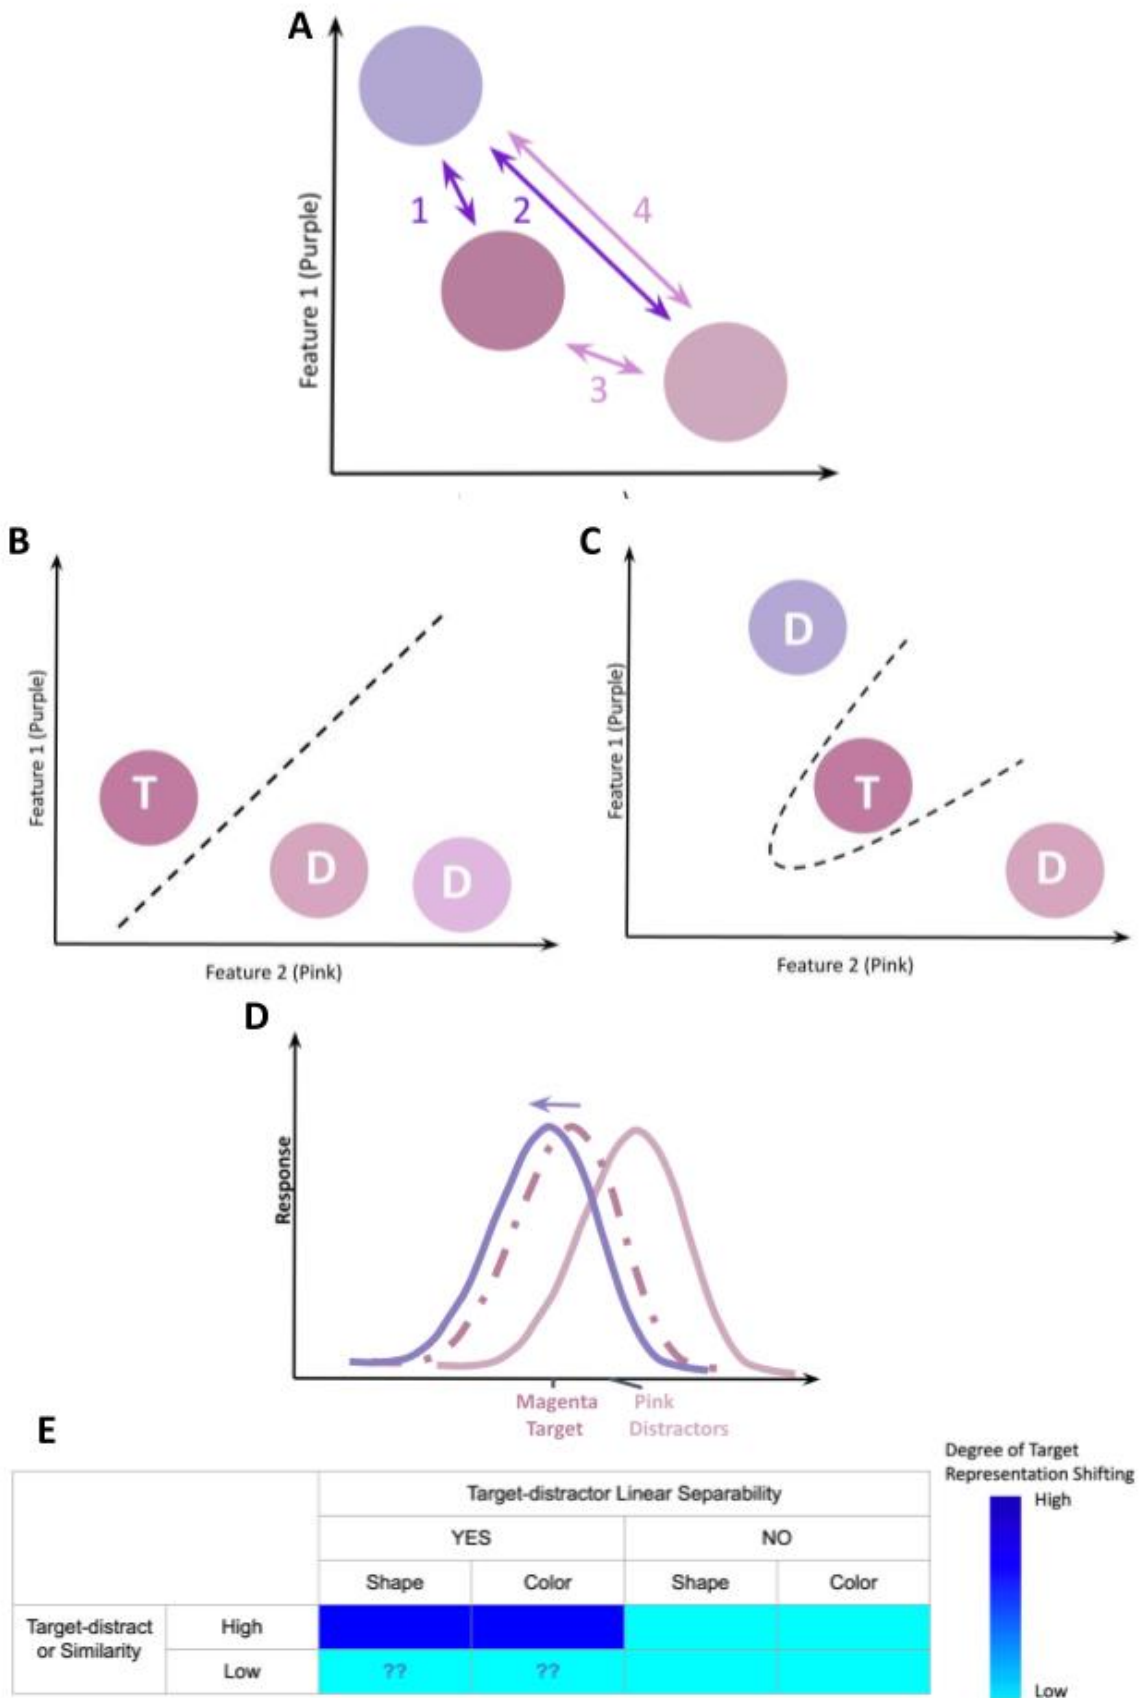 A
Feature 1 (Purple)
1
2
4
3
B
C
Feature 1 (Purple)
T
D
D
Feature 2 (Pink)
Feature 1 (Purple)
D
T
D
Feature 2 (Pink)
D
Response
Magenta
Target
Pink
Distractors
E
Degree of Target
Representation Shifting
High
Low
Target-distractor Linear Separability
YES
NO
Shape
Color
Shape
Color
Target-distract
or Similarity
High
Low
??
??